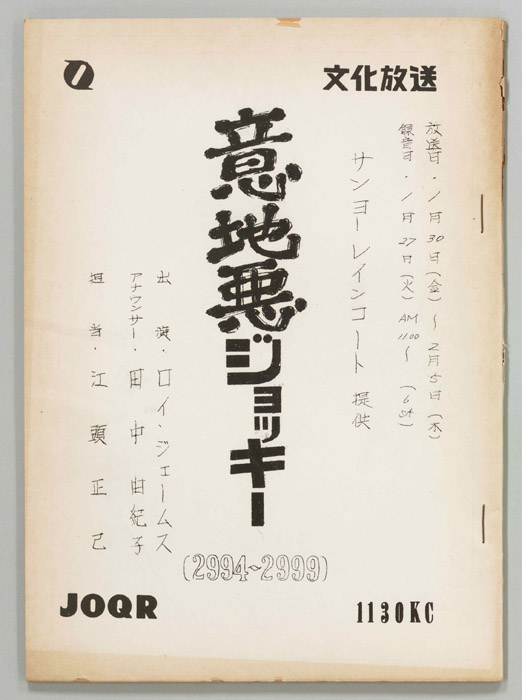 文化放送
放送日・1月30日(金)〜2月5日(木)
録音日・1月27日(火)AM 11.00〜(6st)
サンヨーレインコート 提供
意地悪ジョッキー
(2994~2999)
出演・ロイ・ジェームス
アナウンサー・田中由紀子
担当・江頭正己
JOQR
1130KC